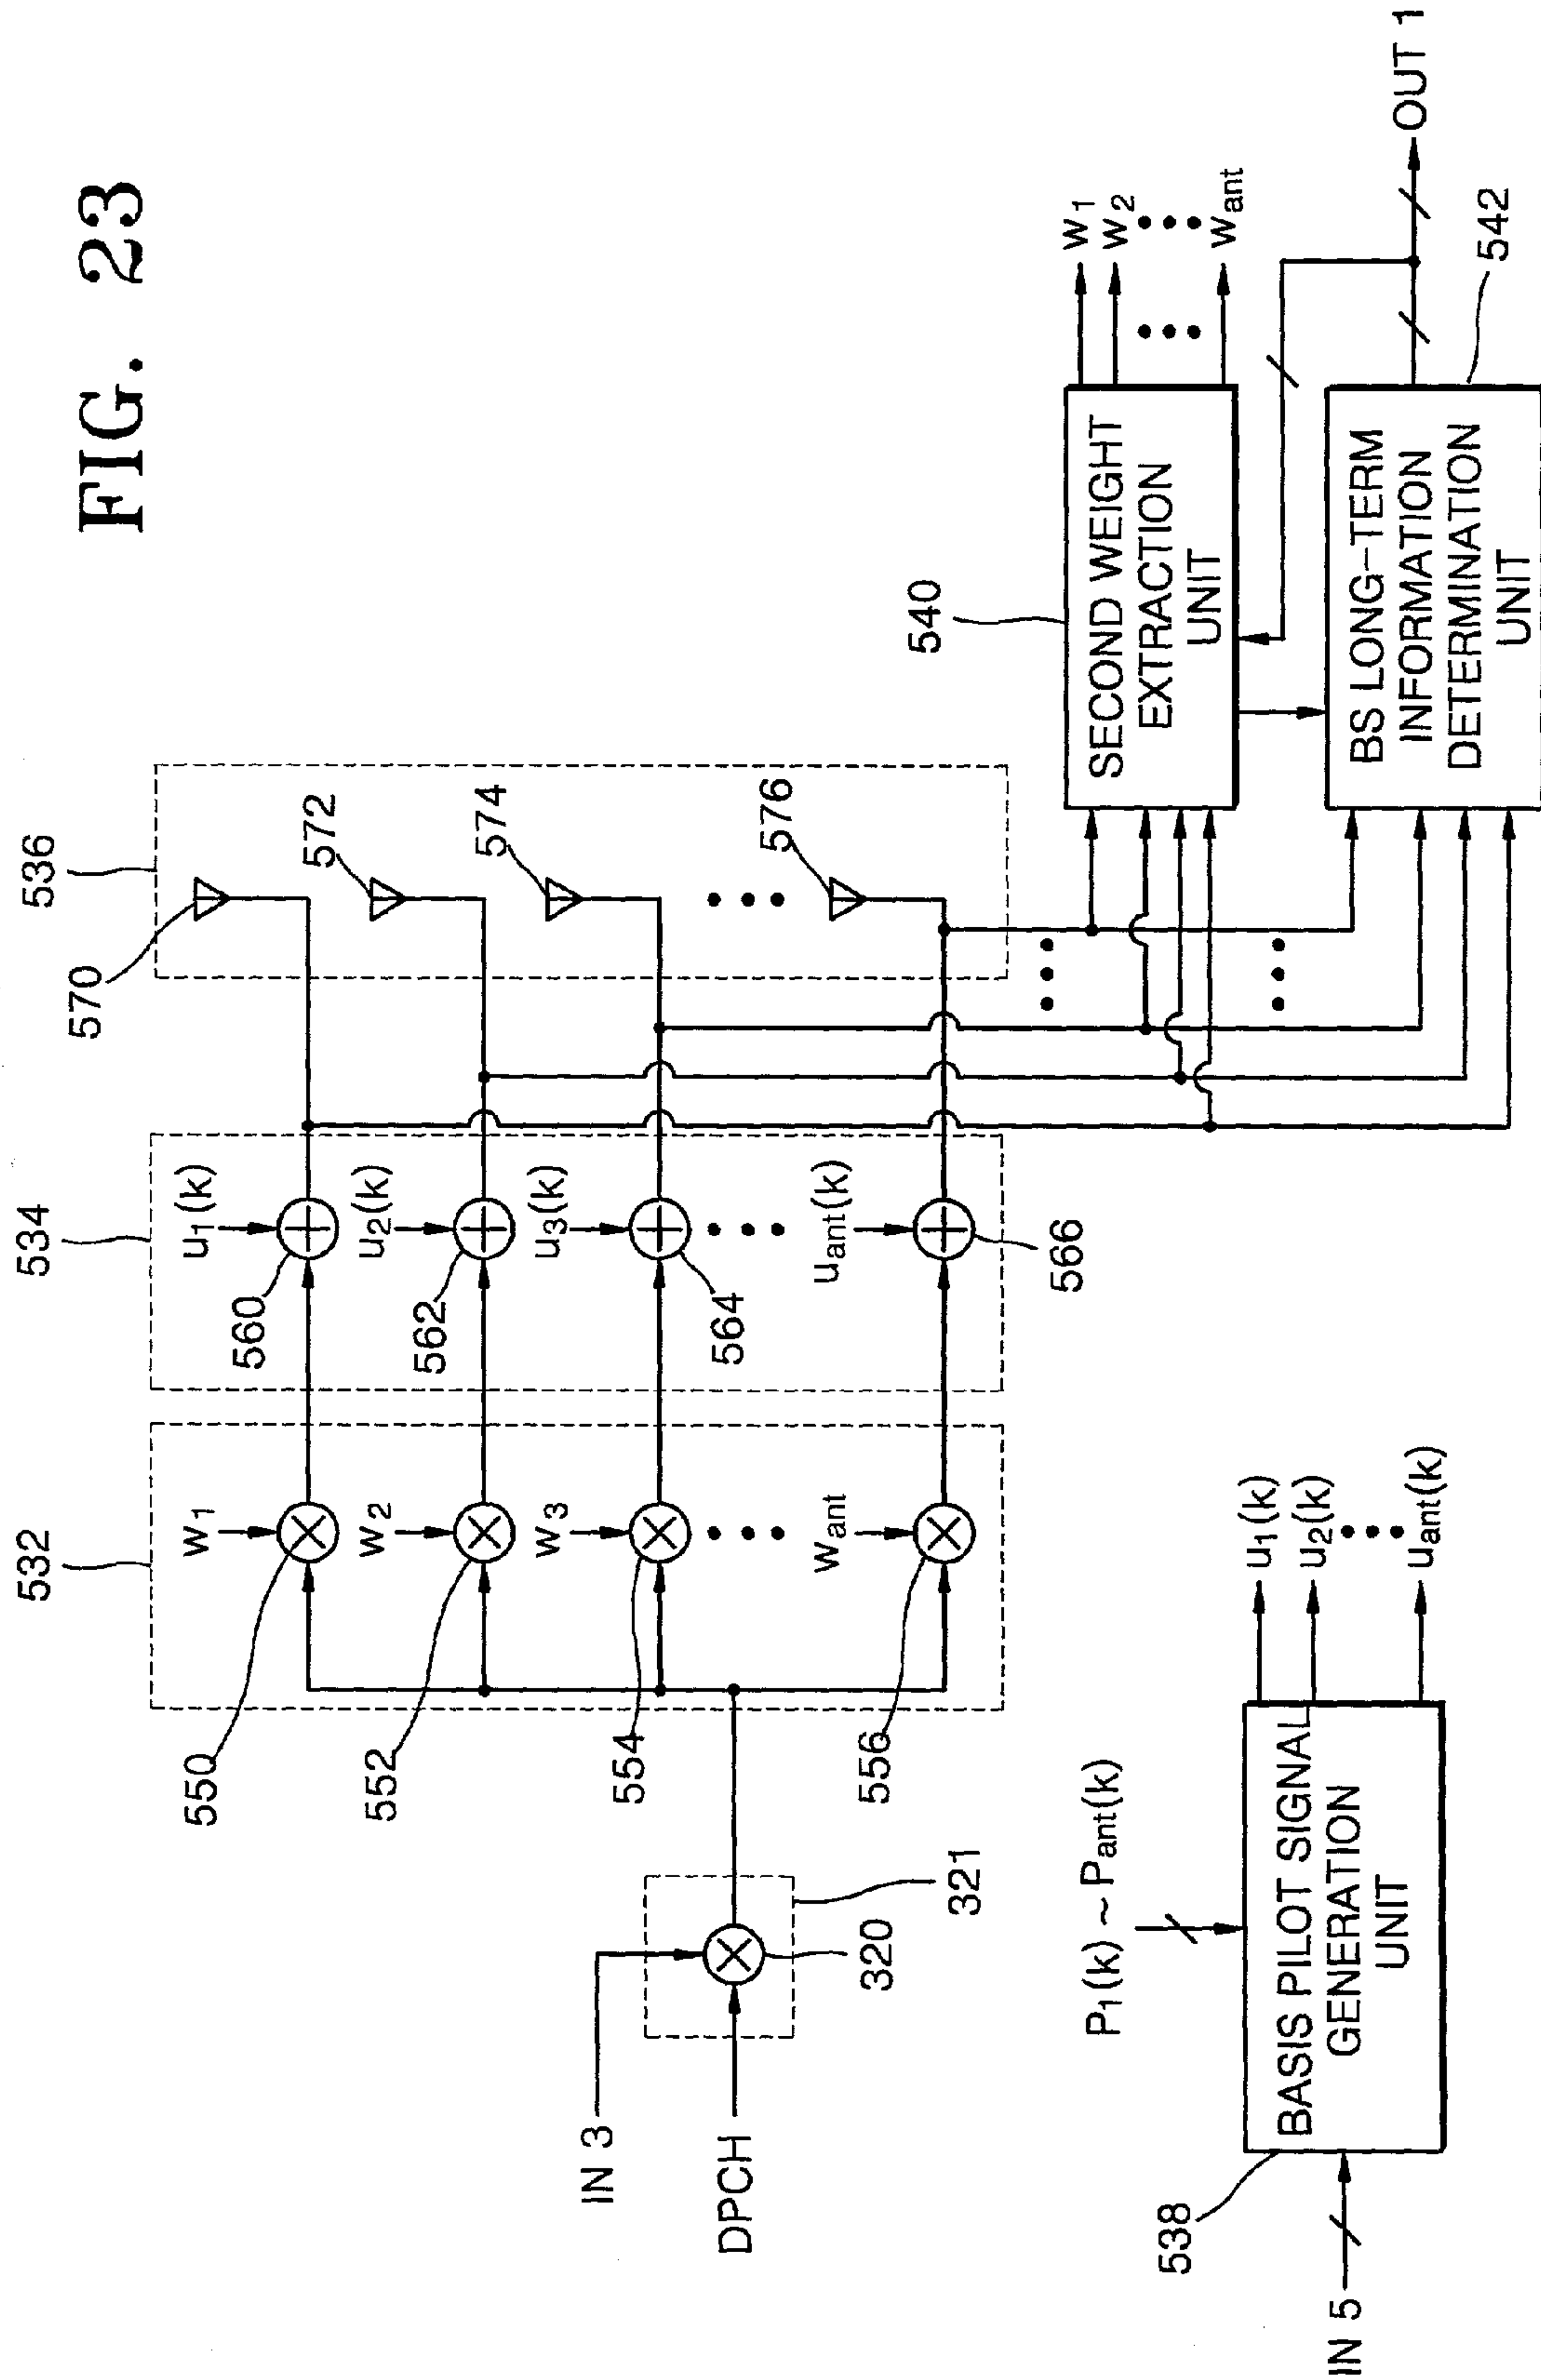 FIG. 23
532
534
536
w1
u1(k)
570
550
560
w2
u2(k)
572
552
562
w3
u3(k)
574
554
564
want
uant(k)
576
556
566
IN 3
DPCH
320
321
540
SECOND WEIGHT
EXTRACTION
UNIT
w1
w2
want
P1(k) ~ Pant(k)
538
IN 5
BASIS PILOT SIGNAL
GENERATION
UNIT
u1(k)
u2(k)
uant(k)
BS LONG-TERM
INFORMATION
DETERMINATION
UNIT
OUT 1
542